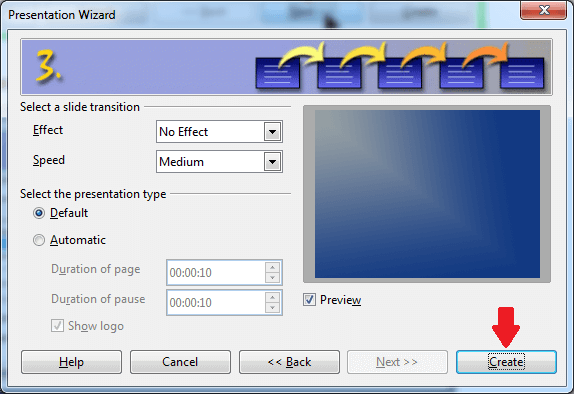 Presentation Wizard
3.
Select a slide transition
Effect
No Effect
Speed
Medium
Select the presentation type
Default
Automatic
Duration of page
00:00:10
Duration of pause
00:00:10
Show logo
Preview
Help
Cancel
<< Back
Next >>
Create